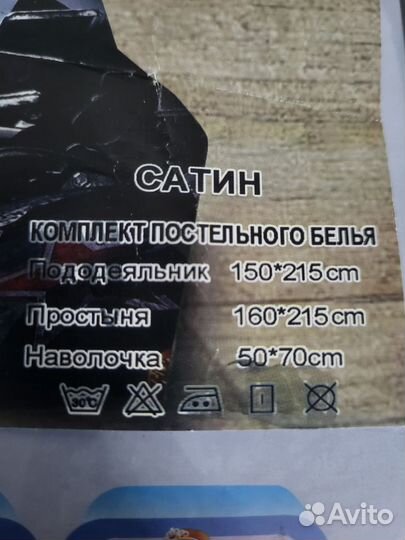 САТИН
КОМПЛЕКТ ПОСТЕЛЬНОГО БЕЛЬЯ
Пододеяльник 150*215cm
Простыня 160*215cm
Наволочка 50*70cm
30°C
Avito